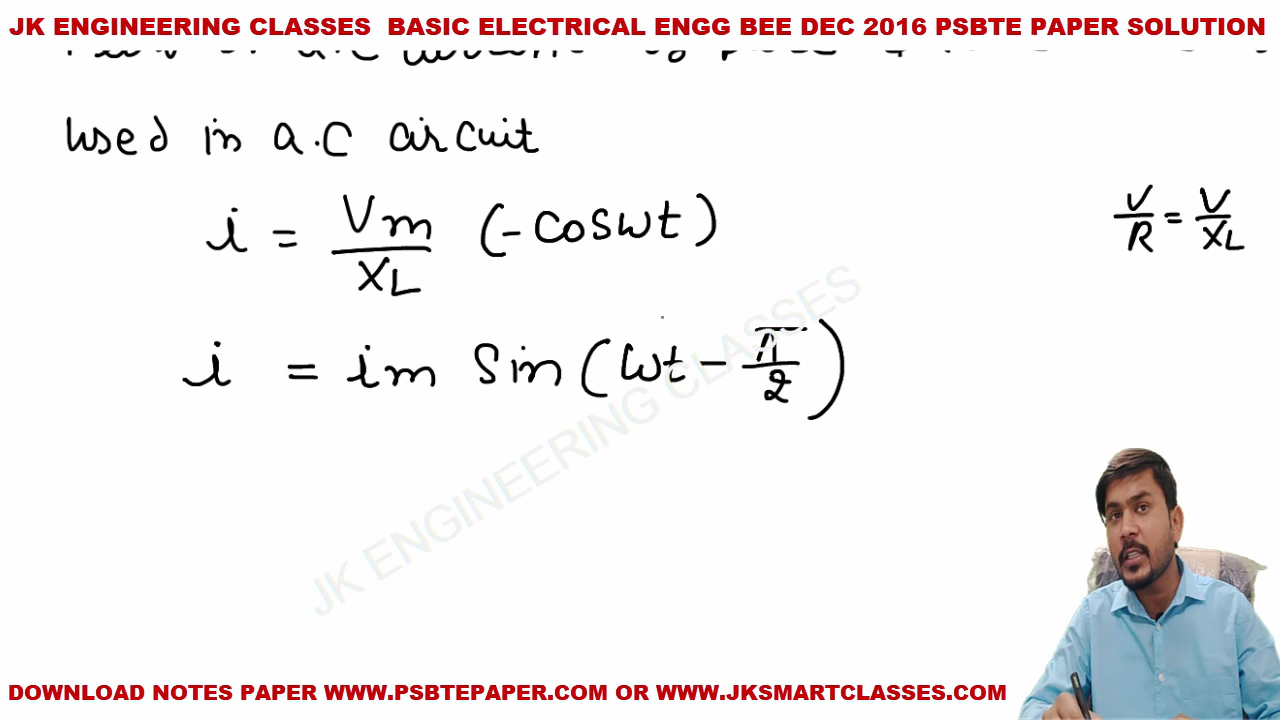 JK ENGINEERING CLASSES BASIC ELECTRICAL ENGG BEE DEC 2016 PSBTE PAPER SOLUTION
used in a.c circuit
i = Vm/XL (-coswt)
V/R = V/XL
i = im Sin(wt - π/2)
JK ENGINEERING CLASSES
DOWNLOAD NOTES PAPER WWW.PSBTEPAPER.COM OR WWW.JKSMARTCLASSES.COM